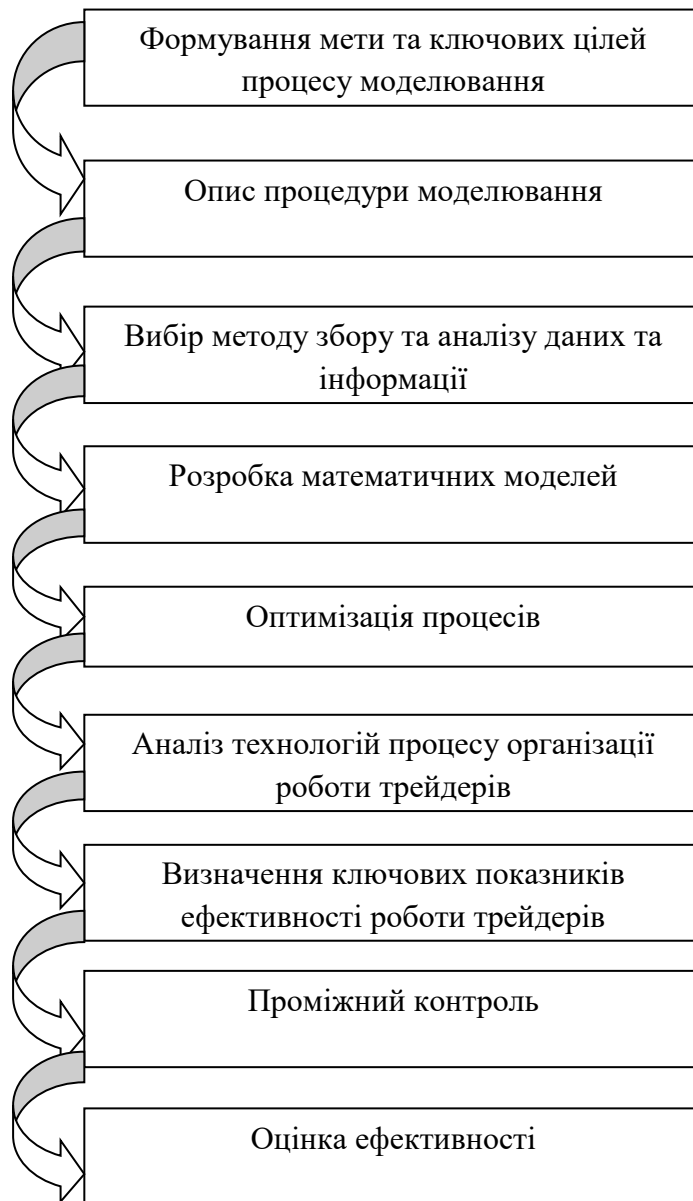 Формування мети та ключових цілей
процесу моделювання
Опис процедури моделювання
Вибір методу збору та аналізу даних та
інформації
Розробка математичних моделей
Оптимізація процесів
Аналіз технологій процесу організації
роботи трейдерів
Визначення ключових показників
ефективності роботи трейдерів
Проміжний контроль
Оцінка ефективності